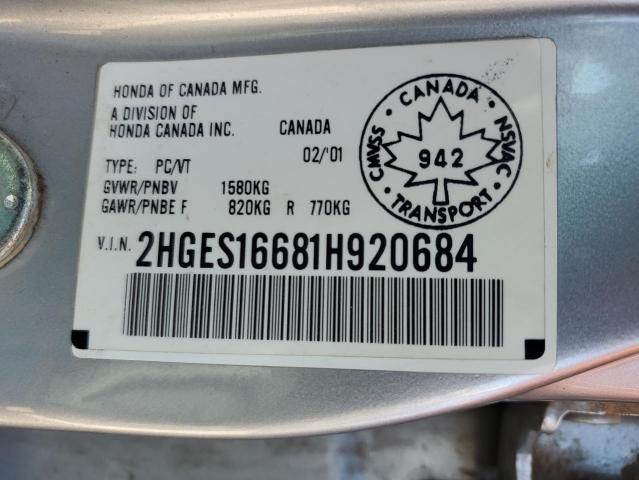 HONDA OF CANADA MFG.
A DIVISION OF
HONDA CANADA INC.
CANADA
02/'01
TYPE: PC/VT
GVWR/PNBV 1580KG
GAWR/PNBE F 820KG R 770KG
V.I.N. 2HGES16681H920684
CANADA
CMVSS
942
NSVAC
TRANSPORT